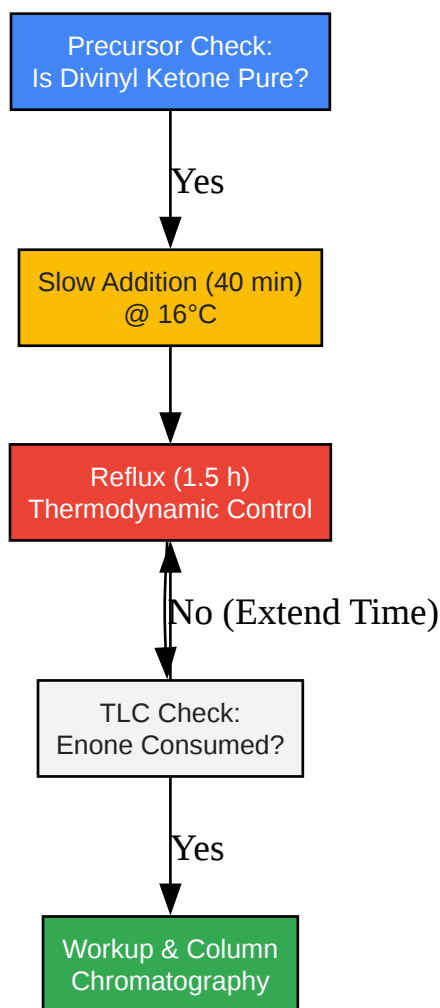 Precursor Check:
Is Divinyl Ketone Pure?
Yes
Slow Addition (40 min)
@ 16°C
Reflux (1.5 h)
Thermodynamic Control
No (Extend Time)
TLC Check:
Enone Consumed?
Yes
Workup & Column
Chromatography